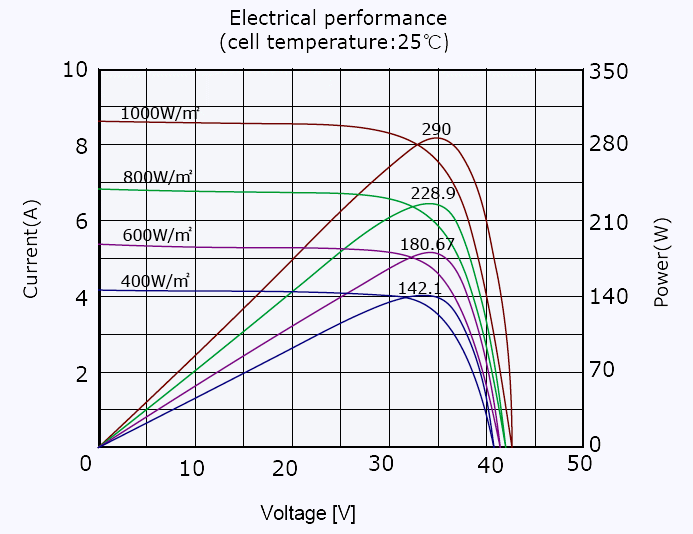 Electrical performance
(cell temperature:25℃)
10
350
1000W/㎡
290
8
280
800W/㎡
228.9
6
210
600W/㎡
180.67
Current(A)
Power(W)
400W/㎡
142.1
4
140
2
70
0
0
10
20
30
40
50
Voltage [V]